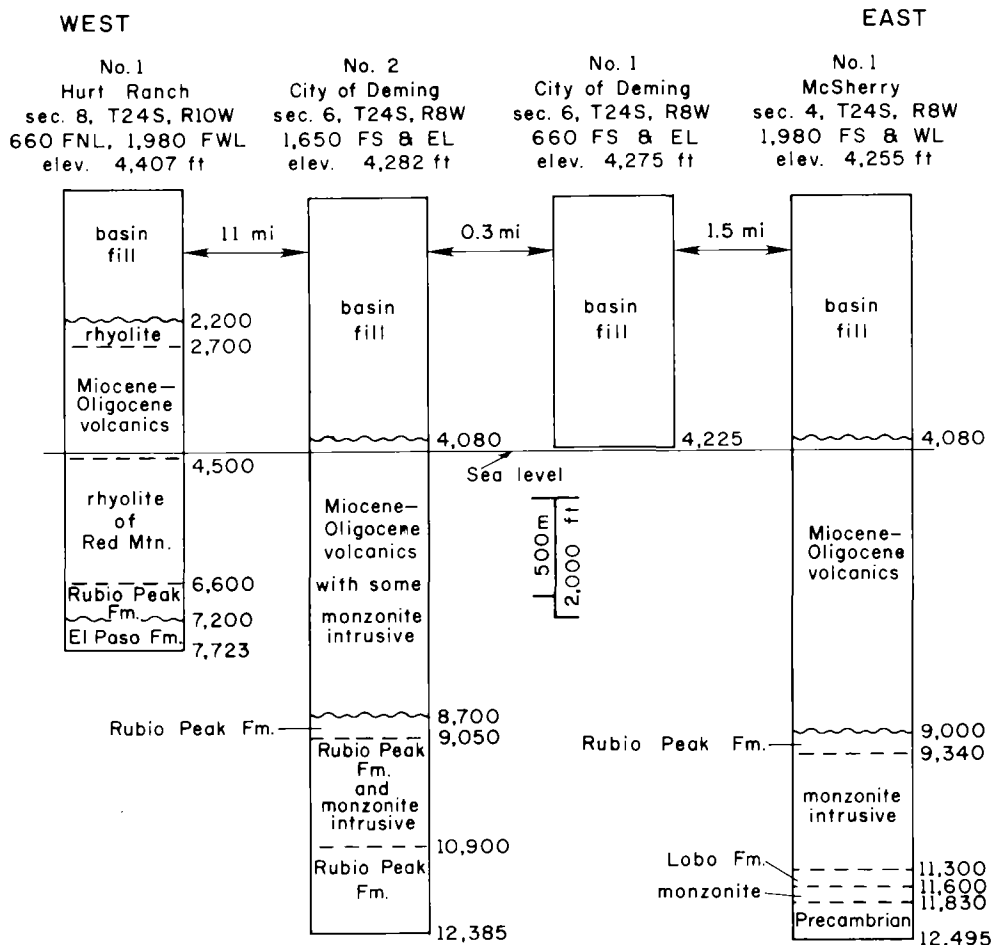 WEST
EAST
No. 1
Hurt Ranch
sec. 8, T24S, R10W
660 FNL, 1,980 FWL
elev. 4,407 ft
No. 2
City of Deming
sec. 6, T24S, R8W
1,650 FS & EL
elev. 4,282 ft
No. 1
City of Deming
sec. 6, T24S, R8W
660 FS & EL
elev. 4,275 ft
No. 1
McSherry
sec. 4, T24S, R8W
1,980 FS & WL
elev. 4,255 ft
basin
fill
2,200
rhyolite
2,700
Miocene–
Oligocene
volcanics
4,500
rhyolite
of
Red Mtn.
6,600
Rubio Peak
Fm.
7,200
El Paso Fm.
7,723
11 mi
basin
fill
4,080
Miocene–
Oligocene
volcanics
with some
monzonite
intrusive
8,700
Rubio Peak Fm.
9,050
Rubio Peak
Fm.
and
monzonite
intrusive
10,900
Rubio Peak
Fm.
12,385
0.3 mi
basin
fill
4,225
Sea level
500m
2,000 ft
1.5 mi
basin
fill
4,080
Miocene–
Oligocene
volcanics
9,000
Rubio Peak Fm.
9,340
monzonite
intrusive
11,300
Lobo Fm.
11,600
monzonite
11,830
Precambrian
12,495